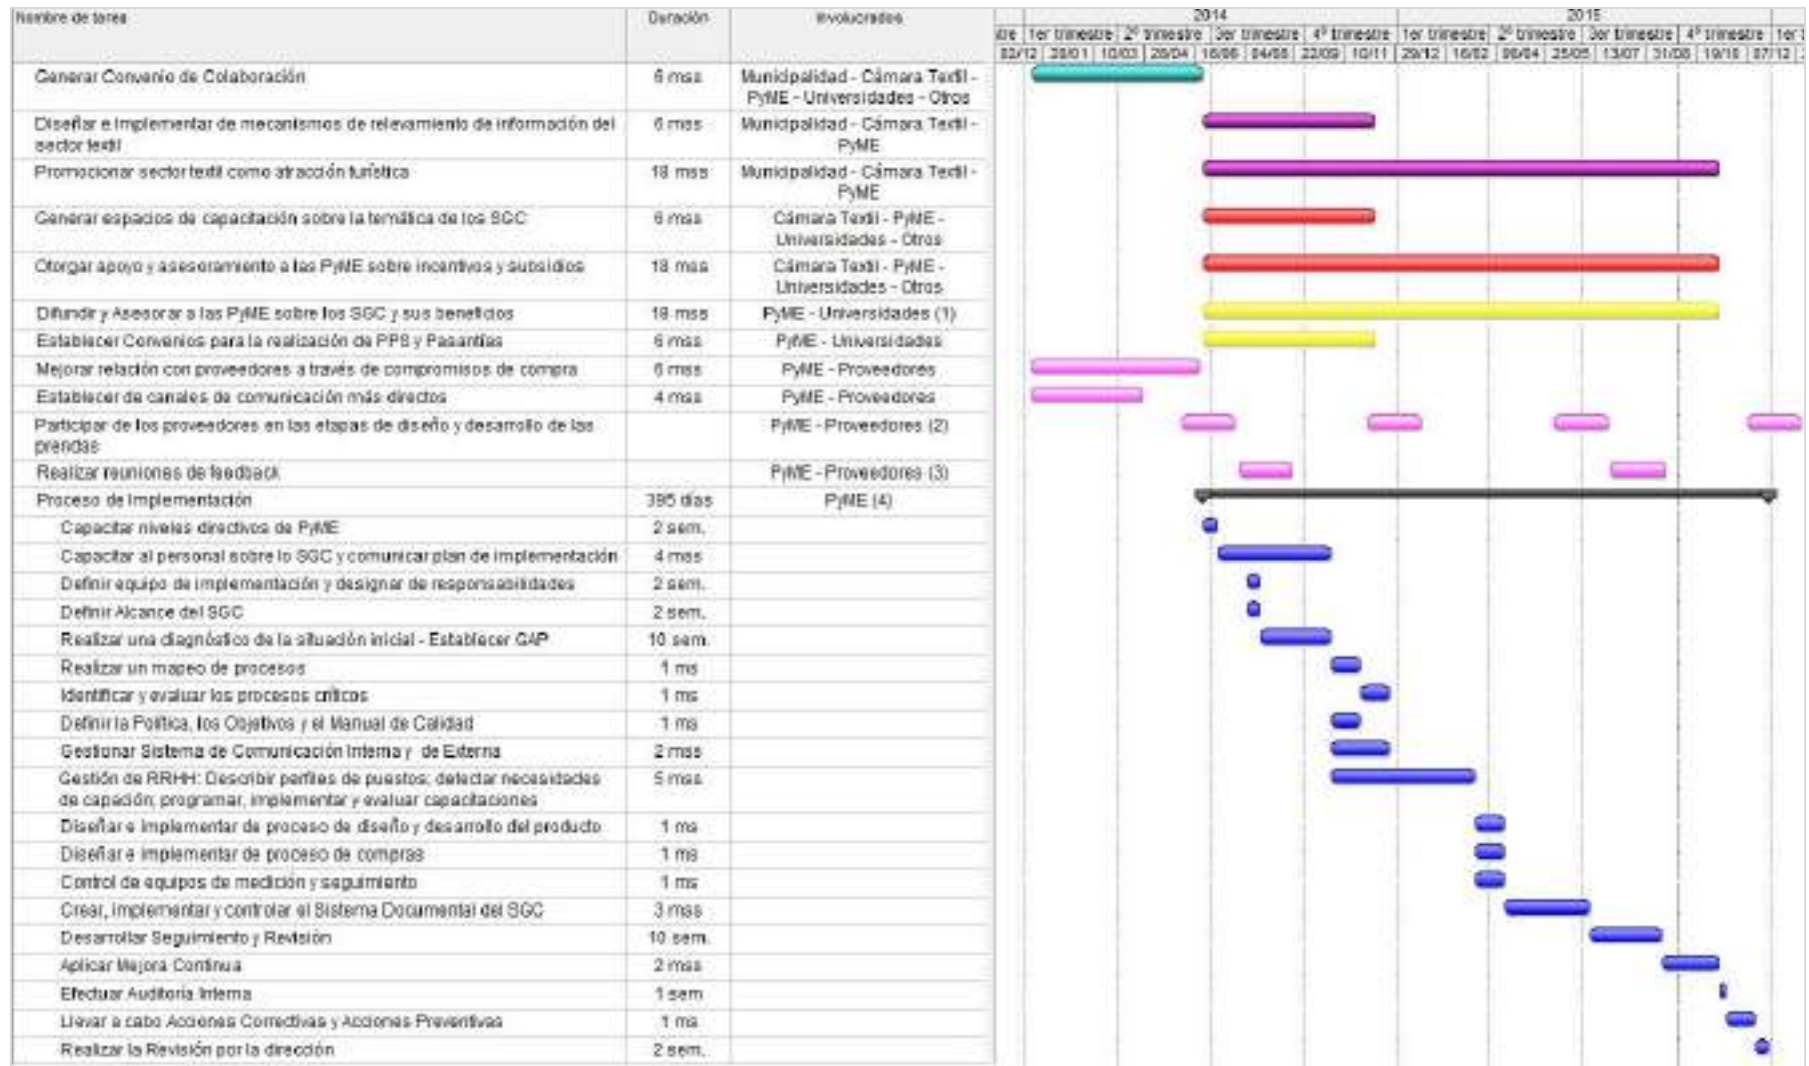 Nombre de tarea Duración Involucrados
2014 2015
tre 1er trimestre 2º trimestre 3er trimestre 4º trimestre 1er trimestre 2º trimestre 3er trimestre 4º trimestre 1er
02/12 20/01 10/03 28/04 16/06 04/08 22/09 10/11 29/12 16/02 06/04 25/05 13/07 31/08 19/10 07/12
Generar Convenio de Colaboración 6 mss Municipalidad - Cámara Textil -
PyME - Universidades - Otros
Diseñar e Implementar de mecanismos de relevamiento de información del 6 mss Municipalidad - Cámara Textil -
sector textil PyME
Promocionar sector textil como atracción turística 18 mss Municipalidad - Cámara Textil -
PyME
Generar espacios de capacitación sobre la temática de los SGC 6 mss Cámara Textil - PyME -
Universidades - Otros
Otorgar apoyo y asesoramiento a las PyME sobre incentivos y subsidios 18 mss Cámara Textil - PyME -
Universidades - Otros
Difundir y Asesorar a las PyME sobre los SGC y sus beneficios 18 mss PyME - Universidades (1)
Establecer Convenios para la realización de PPS y Pasantías 6 mss PyME - Universidades
Mejorar relación con proveedores a través de compromisos de compra 6 mss PyME - Proveedores
Establecer de canales de comunicación más directos 4 mss PyME - Proveedores
Participar de los proveedores en las etapas de diseño y desarrollo de las PyME - Proveedores (2)
prendas
Realizar reuniones de feedback PyME - Proveedores (3)
Proceso de Implementación 395 días PyME (4)
Capacitar niveles directivos de PyME 2 sem.
Capacitar al personal sobre lo SGC y comunicar plan de implementación 4 mss
Definir equipo de implementación y designar de responsabilidades 2 sem.
Definir Alcance del SGC 2 sem.
Realizar una diagnóstico de la situación inicial - Establecer GAP 10 sem.
Realizar un mapeo de procesos 1 ms
Identificar y evaluar los procesos críticos 1 ms
Definir la Política, los Objetivos y el Manual de Calidad 1 ms
Gestionar Sistema de Comunicación Interna y de Externa 2 mss
Gestión de RRHH: Describir perfiles de puestos; detectar necesidades 5 mss
de capación; programar, implementar y evaluar capacitaciones
Diseñar e implementar de proceso de diseño y desarrollo del producto 1 ms
Diseñar e implementar de proceso de compras 1 ms
Control de equipos de medición y seguimiento 1 ms
Crear, implementar y controlar el Sistema Documental del SGC 3 mss
Desarrollar Seguimiento y Revisión 10 sem.
Aplicar Mejora Continua 2 mss
Efectuar Auditoría Interna 1 sem
Llevar a cabo Acciones Correctivas y Acciones Preventivas 1 ms
Realizar la Revisión por la dirección 2 sem.